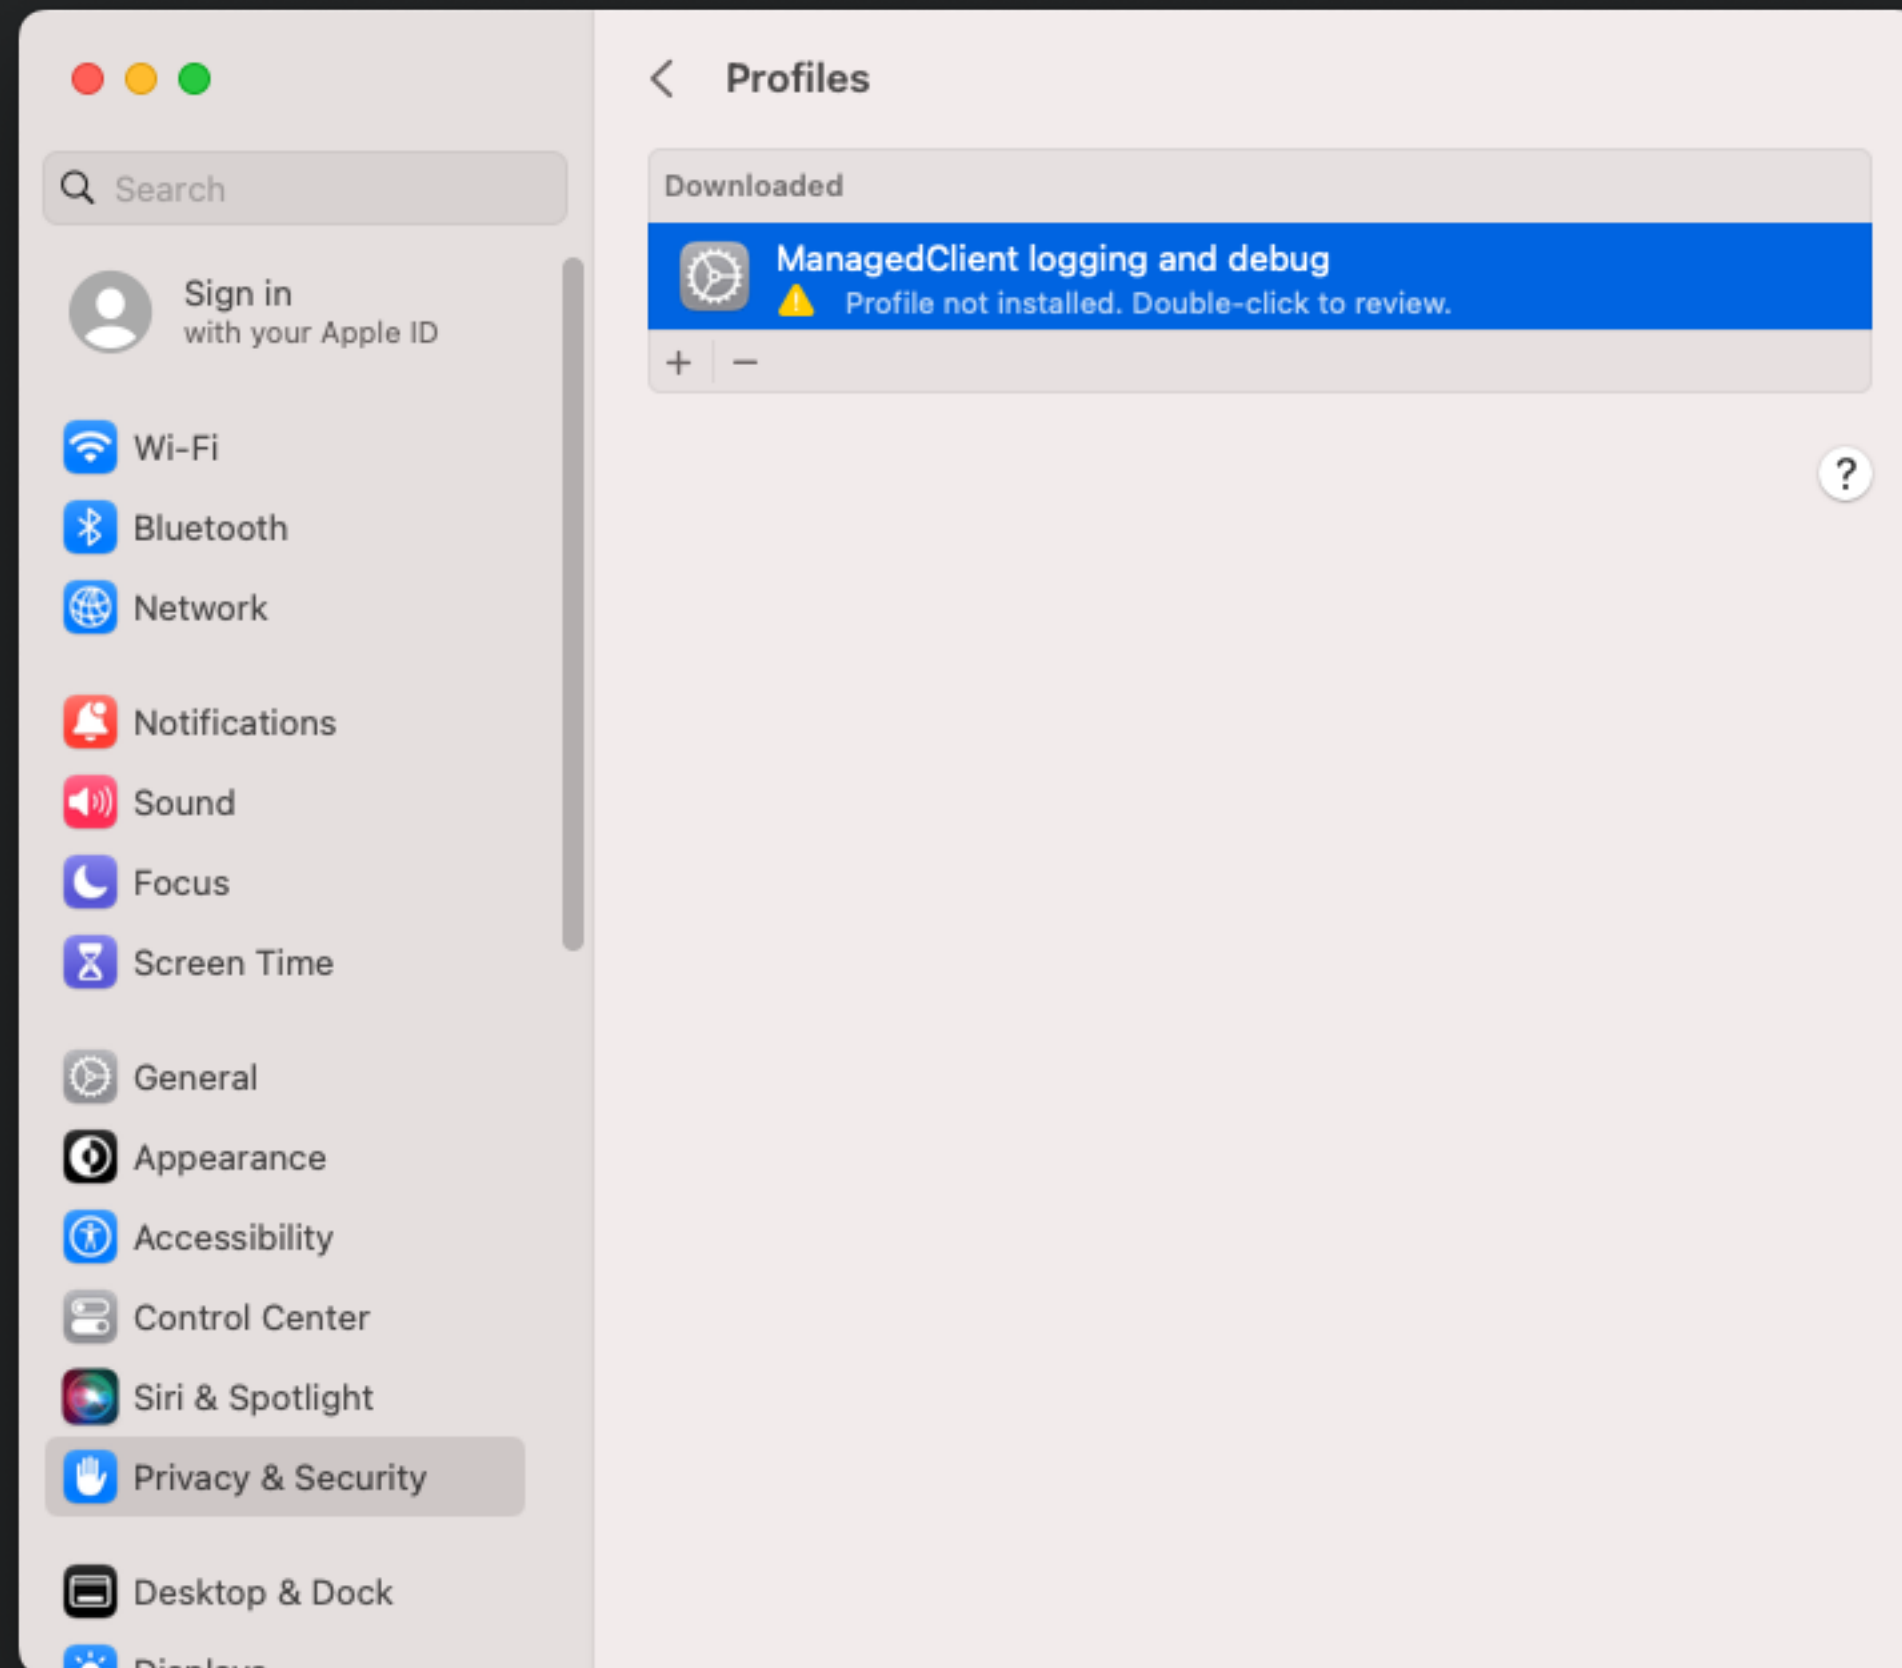 Profiles
Search
Downloaded
ManagedClient logging and debug
Profile not installed. Double-click to review.
Sign in
with your Apple ID
Wi-Fi
Bluetooth
Network
Notifications
Sound
Focus
Screen Time
General
Appearance
Accessibility
Control Center
Siri & Spotlight
Privacy & Security
Desktop & Dock
Displays